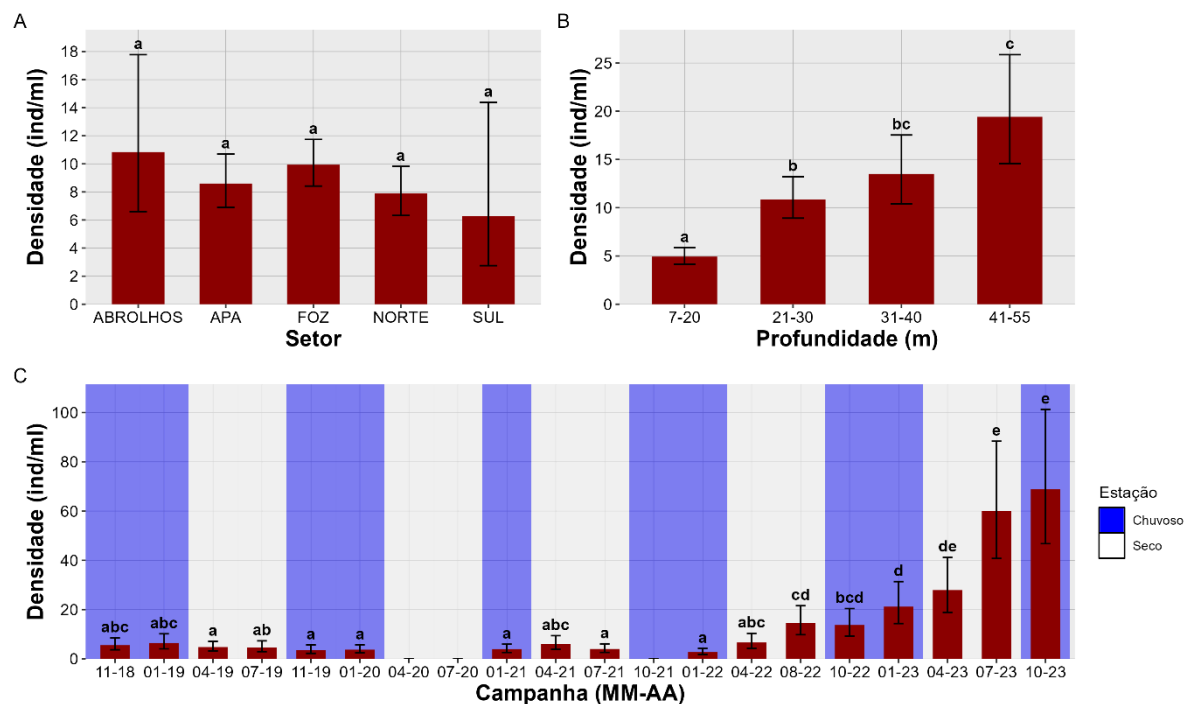 A
Densidade (ind/ml)
18
16
14
12
10
8
6
4
2
0
a
a
a
a
a
ABROLHOS APA FOZ NORTE SUL
Setor
B
Densidade (ind/ml)
25
20
15
10
5
0
a
b
bc
c
7-20 21-30 31-40 41-55
Profundidade (m)
C
Densidade (ind/ml)
100
80
60
40
20
0
abc abc a ab a a a abc a a abc cd bcd d de e e
11-18 01-19 04-19 07-19 11-19 01-20 04-20 07-20 01-21 04-21 07-21 10-21 01-22 04-22 08-22 10-22 01-23 04-23 07-23 10-23
Campanha (MM-AA)
Estação
Chuvoso
Seco